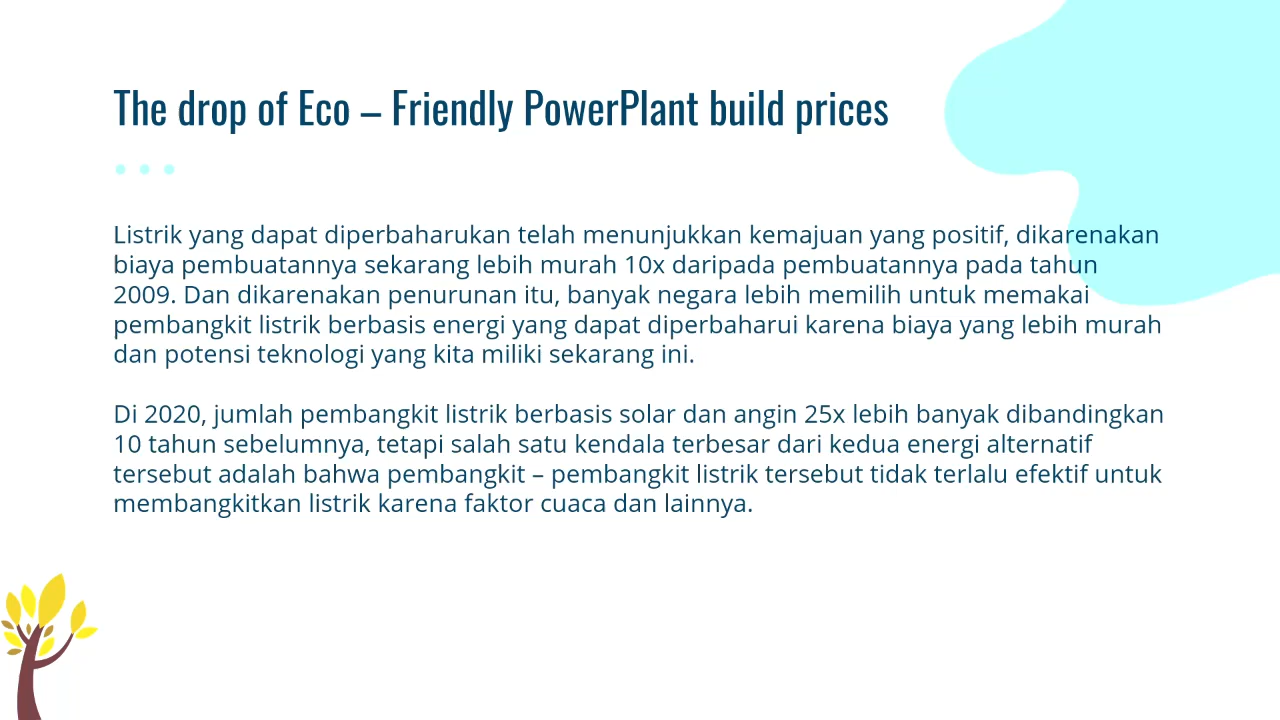 The drop of Eco – Friendly PowerPlant build prices
Listrik yang dapat diperbaharukan telah menunjukkan kemajuan yang positif, dikarenakan
biaya pembuatannya sekarang lebih murah 10x daripada pembuatannya pada tahun
2009. Dan dikarenakan penurunan itu, banyak negara lebih memilih untuk memakai
pembangkit listrik berbasis energi yang dapat diperbaharui karena biaya yang lebih murah
dan potensi teknologi yang kita miliki sekarang ini.
Di 2020, jumlah pembangkit listrik berbasis solar dan angin 25x lebih banyak dibandingkan
10 tahun sebelumnya, tetapi salah satu kendala terbesar dari kedua energi alternatif
tersebut adalah bahwa pembangkit – pembangkit listrik tersebut tidak terlalu efektif untuk
membangkitkan listrik karena faktor cuaca dan lainnya.